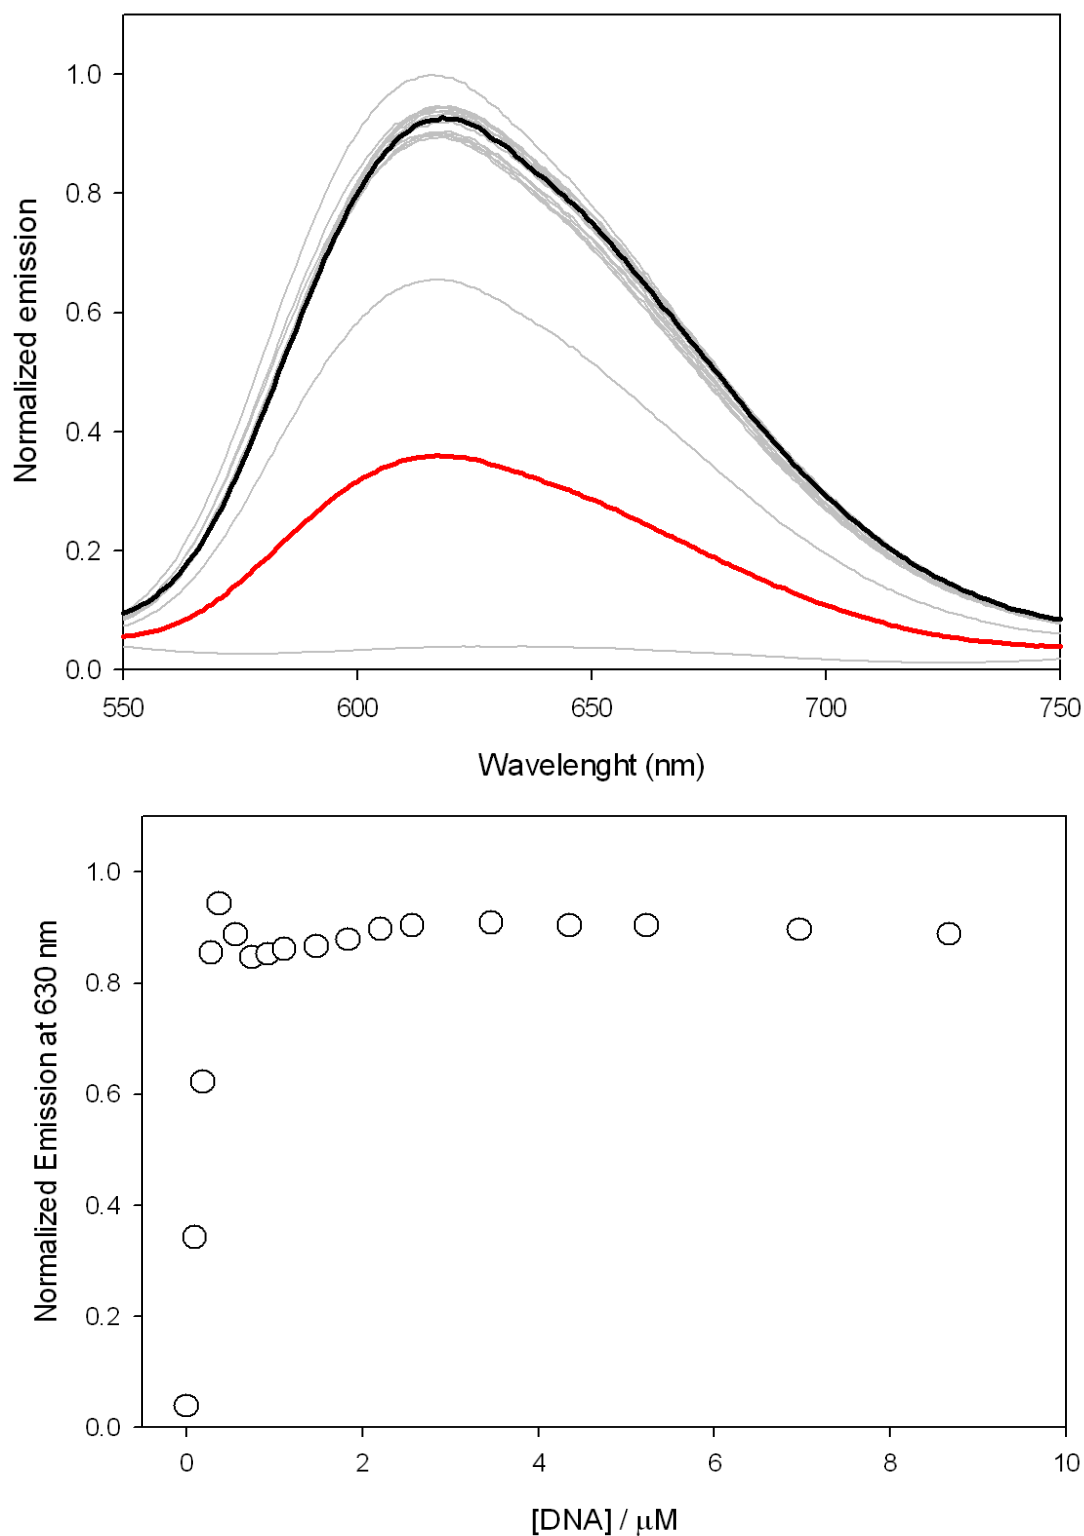 1.0
0.8
0.6
0.4
0.2
0.0
Normalized emission
550 600 650 700 750
Wavelenght (nm)
1.0
0.8
0.6
0.4
0.2
0.0
Normalized Emission at 630 nm
0 2 4 6 8 10
[DNA] / μM